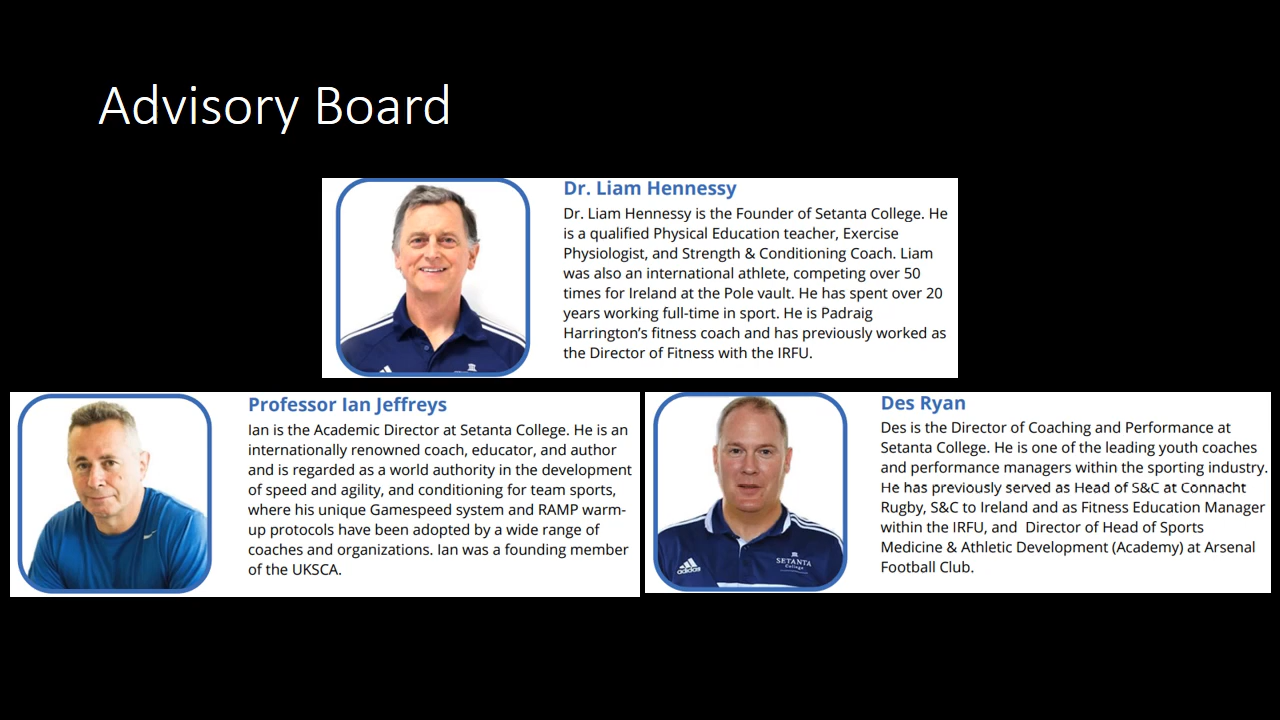 Advisory Board
Dr. Liam Hennessy
Dr. Liam Hennessy is the Founder of Setanta College. He
is a qualified Physical Education teacher, Exercise
Physiologist, and Strength & Conditioning Coach. Liam
was also an international athlete, competing over 50
times for Ireland at the Pole vault. He has spent over 20
years working full-time in sport. He is Padraig
Harrington’s fitness coach and has previously worked as
the Director of Fitness with the IRFU.
Professor Ian Jeffreys
Ian is the Academic Director at Setanta College. He is an
internationally renowned coach, educator, and author
and is regarded as a world authority in the development
of speed and agility, and conditioning for team sports,
where his unique Gamespeed system and RAMP warm-
up protocols have been adopted by a wide range of
coaches and organizations. Ian was a founding member
of the UKSCA.
Des Ryan
Des is the Director of Coaching and Performance at
Setanta College. He is one of the leading youth coaches
and performance managers within the sporting industry.
He has previously served as Head of S&C at Connacht
Rugby, S&C to Ireland and as Fitness Education Manager
within the IRFU, and  Director of Head of Sports
Medicine & Athletic Development (Academy) at Arsenal
Football Club.
adidas
SETANTA
College